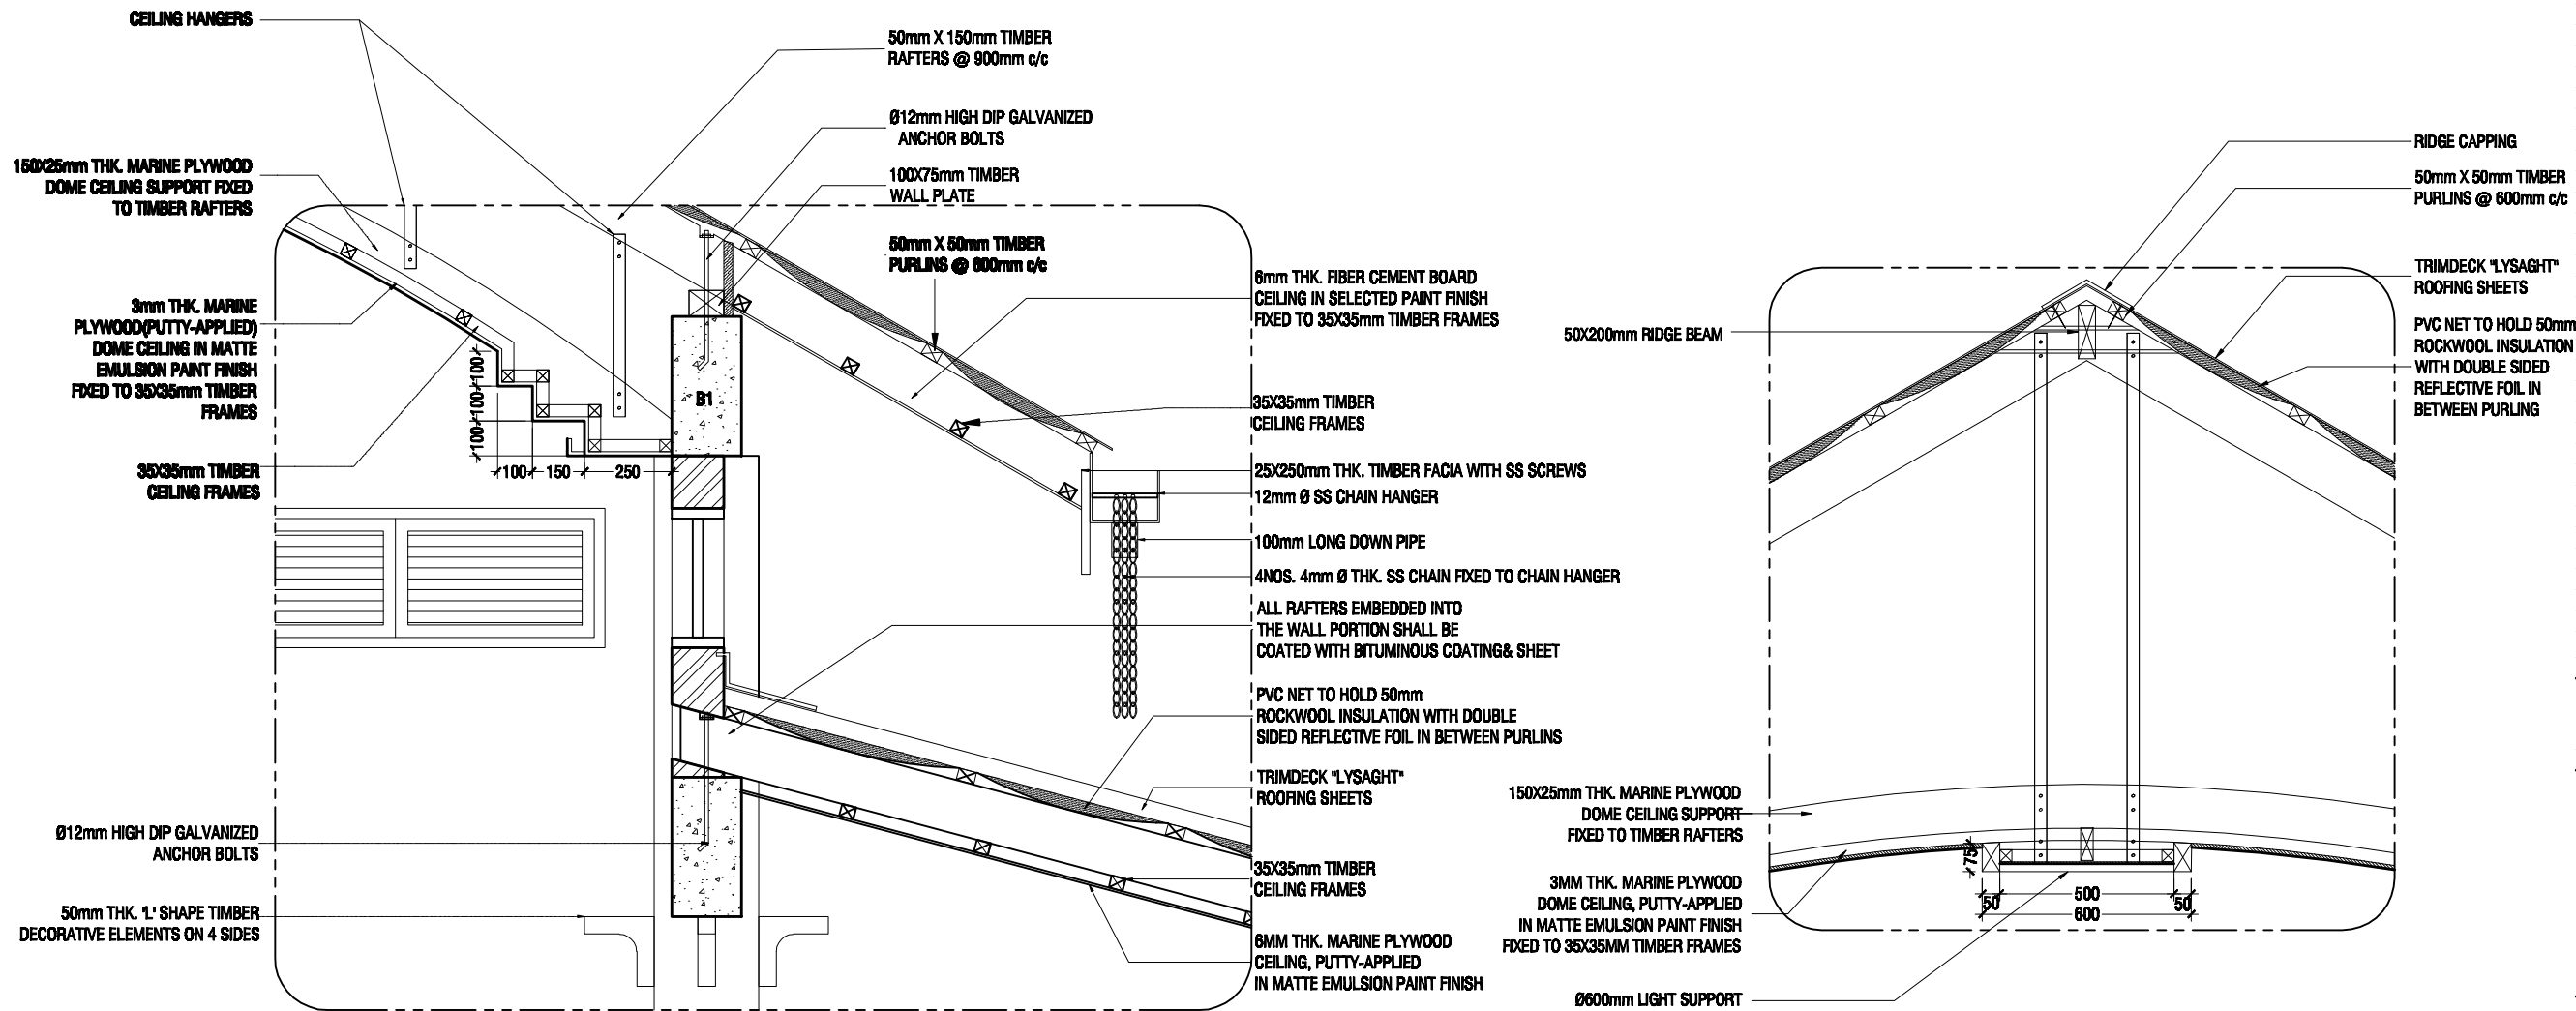 CEILING HANGERS
150X25mm THK. MARINE PLYWOOD
DOME CEILING SUPPORT FIXED
TO TIMBER RAFTERS
3mm THK. MARINE
PLYWOOD(PUTTY-APPLIED)
DOME CEILING IN MATTE
EMULSION PAINT FINISH
FIXED TO 35X35mm TIMBER
FRAMES
35X35mm TIMBER
CEILING FRAMES
Ø12mm HIGH DIP GALVANIZED
ANCHOR BOLTS
50mm THK. 'L' SHAPE TIMBER
DECORATIVE ELEMENTS ON 4 SIDES
100
100
100
100
150
250
B1
50mm X 150mm TIMBER
RAFTERS @ 900mm c/c
Ø12mm HIGH DIP GALVANIZED
ANCHOR BOLTS
100X75mm TIMBER
WALL PLATE
50mm X 50mm TIMBER
PURLINS @ 600mm c/c
6mm THK. FIBER CEMENT BOARD
CEILING IN SELECTED PAINT FINISH
FIXED TO 35X35mm TIMBER FRAMES
35X35mm TIMBER
CEILING FRAMES
25X250mm THK. TIMBER FACIA WITH SS SCREWS
12mm Ø SS CHAIN HANGER
100mm LONG DOWN PIPE
4NOS. 4mm Ø THK. SS CHAIN FIXED TO CHAIN HANGER
ALL RAFTERS EMBEDDED INTO
THE WALL PORTION SHALL BE
COATED WITH BITUMINOUS COATING& SHEET
PVC NET TO HOLD 50mm
ROCKWOOL INSULATION WITH DOUBLE
SIDED REFLECTIVE FOIL IN BETWEEN PURLINS
TRIMDECK "LYSAGHT"
ROOFING SHEETS
35X35mm TIMBER
CEILING FRAMES
6MM THK. MARINE PLYWOOD
CEILING, PUTTY-APPLIED
IN MATTE EMULSION PAINT FINISH
50X200mm RIDGE BEAM
150X25mm THK. MARINE PLYWOOD
DOME CEILING SUPPORT
FIXED TO TIMBER RAFTERS
3MM THK. MARINE PLYWOOD
DOME CEILING, PUTTY-APPLIED
IN MATTE EMULSION PAINT FINISH
FIXED TO 35X35MM TIMBER FRAMES
Ø600mm LIGHT SUPPORT
75
50
500
50
600
RIDGE CAPPING
50mm X 50mm TIMBER
PURLINS @ 600mm c/c
TRIMDECK "LYSAGHT"
ROOFING SHEETS
PVC NET TO HOLD 50mm
ROCKWOOL INSULATION
WITH DOUBLE SIDED
REFLECTIVE FOIL IN
BETWEEN PURLING